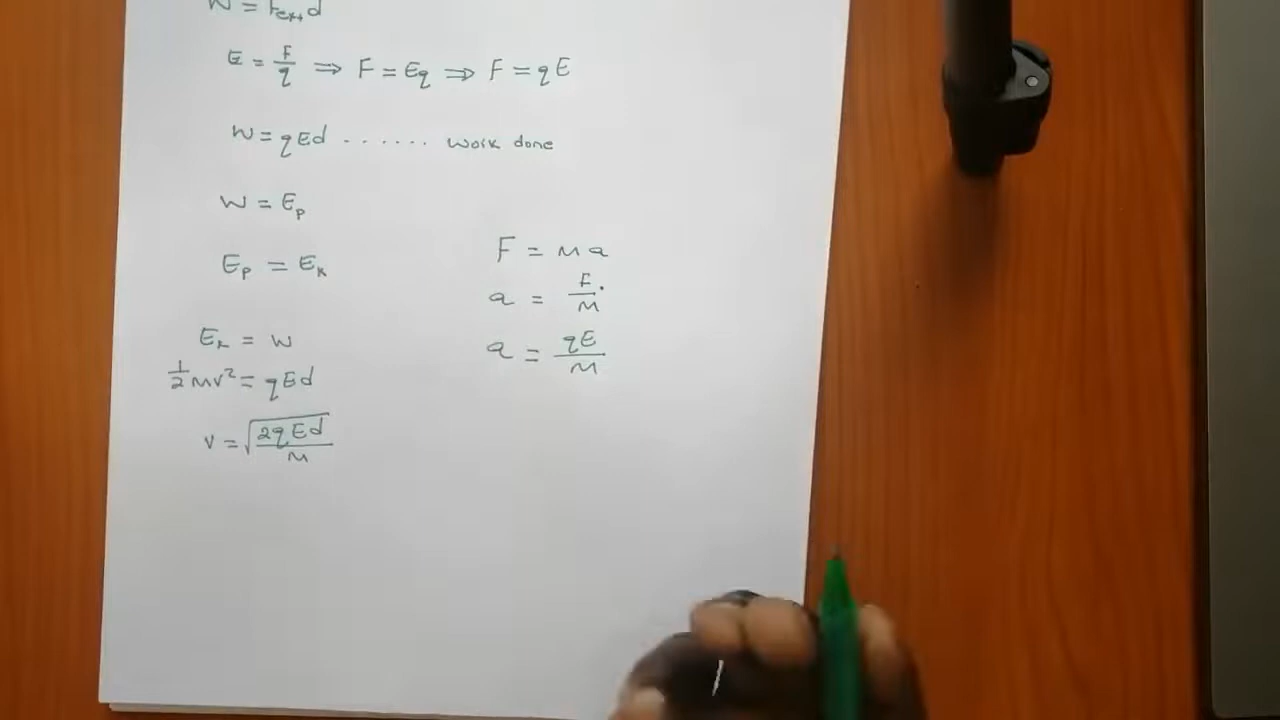 W = Fext d
E = F/q ⇒ F = Eq ⇒ F = qE
W = qEd ...... work done
W = Ep
Ep = Ek
Ek = W
½mv² = qEd
v = √(2qEd/m)
F = ma
a = F/m
a = qE/m